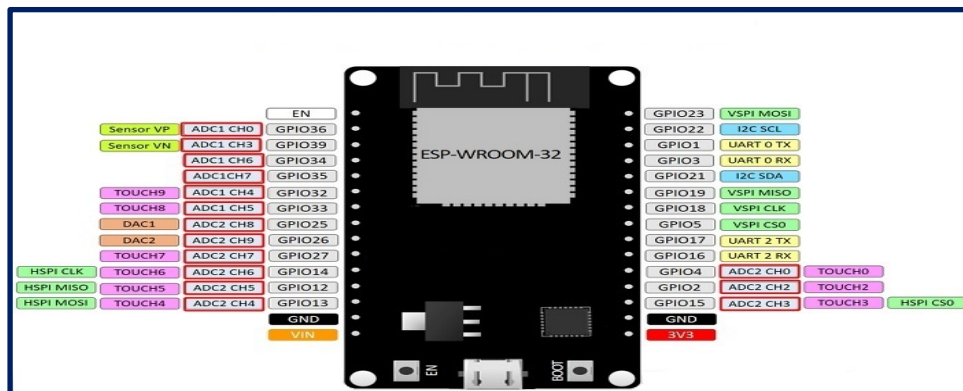 EN GPIO23 VSPI MOSI
Sensor VP ADC1 CH0 GPIO36 GPIO22 I2C SCL
Sensor VN ADC1 CH3 GPIO39 ESP-WROOM-32 GPIO1 UART 0 TX
ADC1 CH6 GPIO34 GPIO3 UART 0 RX
ADC1CH7 GPIO35 GPIO21 I2C SDA
TOUCH9 ADC1 CH4 GPIO32 GPIO19 VSPI MISO
TOUCH8 ADC1 CH5 GPIO33 GPIO18 VSPI CLK
DAC1 ADC2 CH8 GPIO25 GPIO5 VSPI CS0
DAC2 ADC2 CH9 GPIO26 GPIO17 UART 2 TX
TOUCH7 ADC2 CH7 GPIO27 GPIO16 UART 2 RX
HSPI CLK TOUCH6 ADC2 CH6 GPIO14 GPIO4 ADC2 CH0 TOUCH0
HSPI MISO TOUCH5 ADC2 CH5 GPIO12 GPIO2 ADC2 CH2 TOUCH2
HSPI MOSI TOUCH4 ADC2 CH4 GPIO13 GPIO15 ADC2 CH3 TOUCH3 HSPI CS0
GND GND
VIN 3V3
EN BOOT